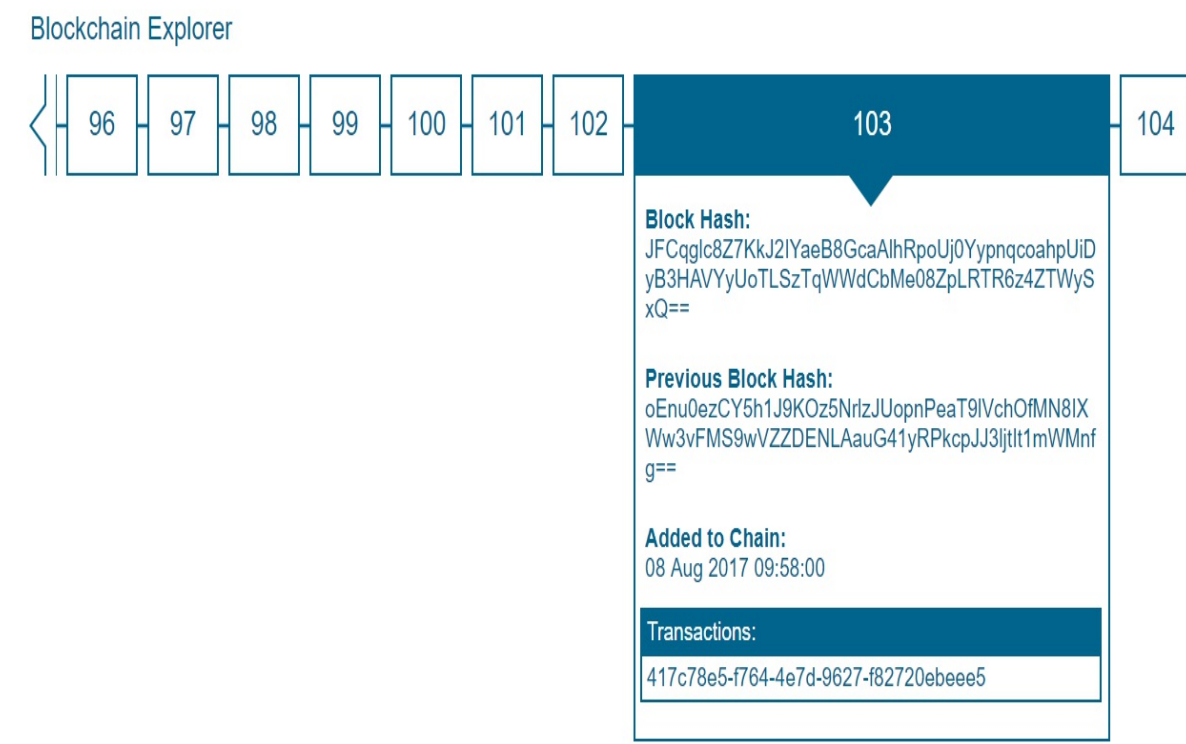 Blockchain Explorer
96 97 98 99 100 101 102 103 104
Block Hash:
JFCqglc8Z7KkJ2IYaeB8GcaAlhRpoUj0YypnqcoahpUiD
yB3HAVYyUoTLSzTqWWdCbMe08ZpLRTR6z4ZTWyS
xQ==
Previous Block Hash:
oEnu0ezCY5h1J9KOz5NrlzJUopnPeaT9lVchOfMN8IX
Ww3vFMS9wVZZDENLAauG41yRPkcpJJ3ljtlt1mWMnf
g==
Added to Chain:
08 Aug 2017 09:58:00
Transactions:
417c78e5-f764-4e7d-9627-f82720ebeee5